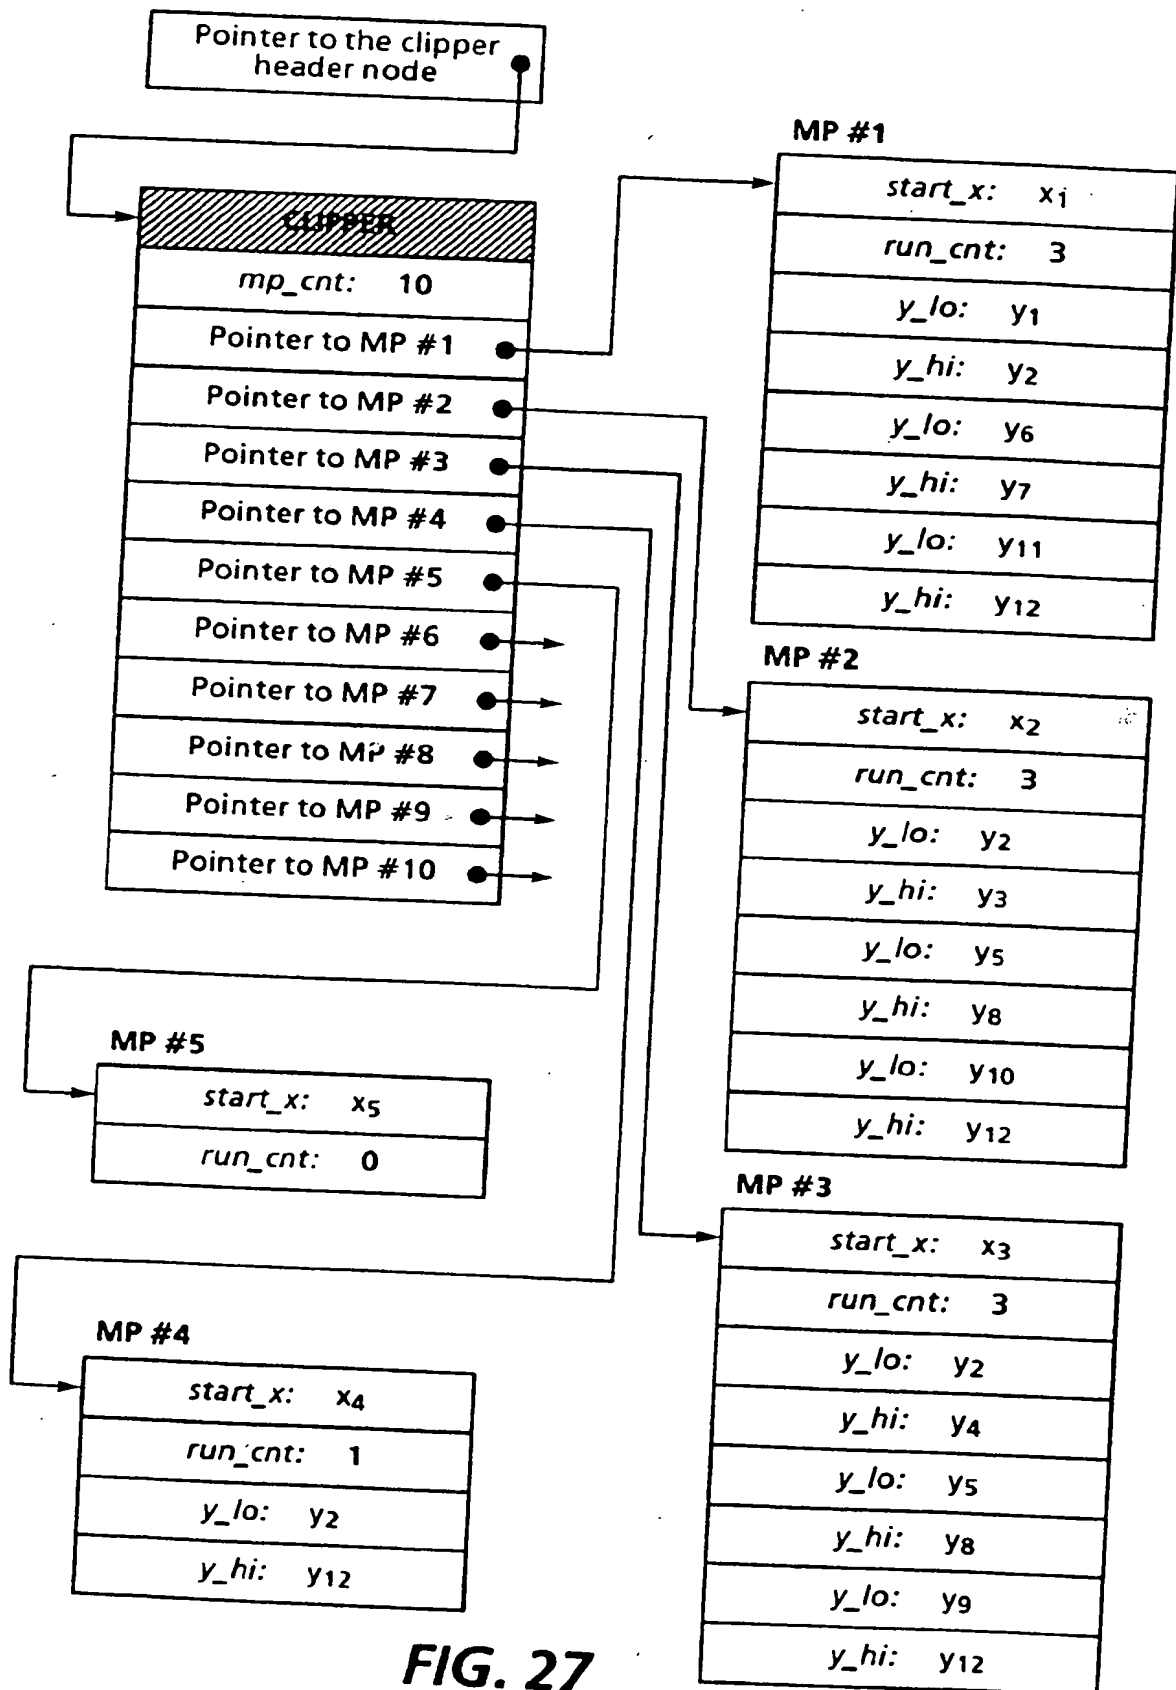 Pointer to the clipper
header node
CLIPPER
mp_cnt: 10
Pointer to MP #1
Pointer to MP #2
Pointer to MP #3
Pointer to MP #4
Pointer to MP #5
Pointer to MP #6
Pointer to MP #7
Pointer to MP #8
Pointer to MP #9
Pointer to MP #10
MP #5
start_x: x5
run_cnt: 0
MP #4
start_x: x4
run_cnt: 1
y_lo: y2
y_hi: y12
MP #1
start_x: x1
run_cnt: 3
y_lo: y1
y_hi: y2
y_lo: y6
y_hi: y7
y_lo: y11
y_hi: y12
MP #2
start_x: x2
run_cnt: 3
y_lo: y2
y_hi: y3
y_lo: y5
y_hi: y8
y_lo: y10
y_hi: y12
MP #3
start_x: x3
run_cnt: 3
y_lo: y2
y_hi: y4
y_lo: y5
y_hi: y8
y_lo: y9
y_hi: y12
FIG. 27